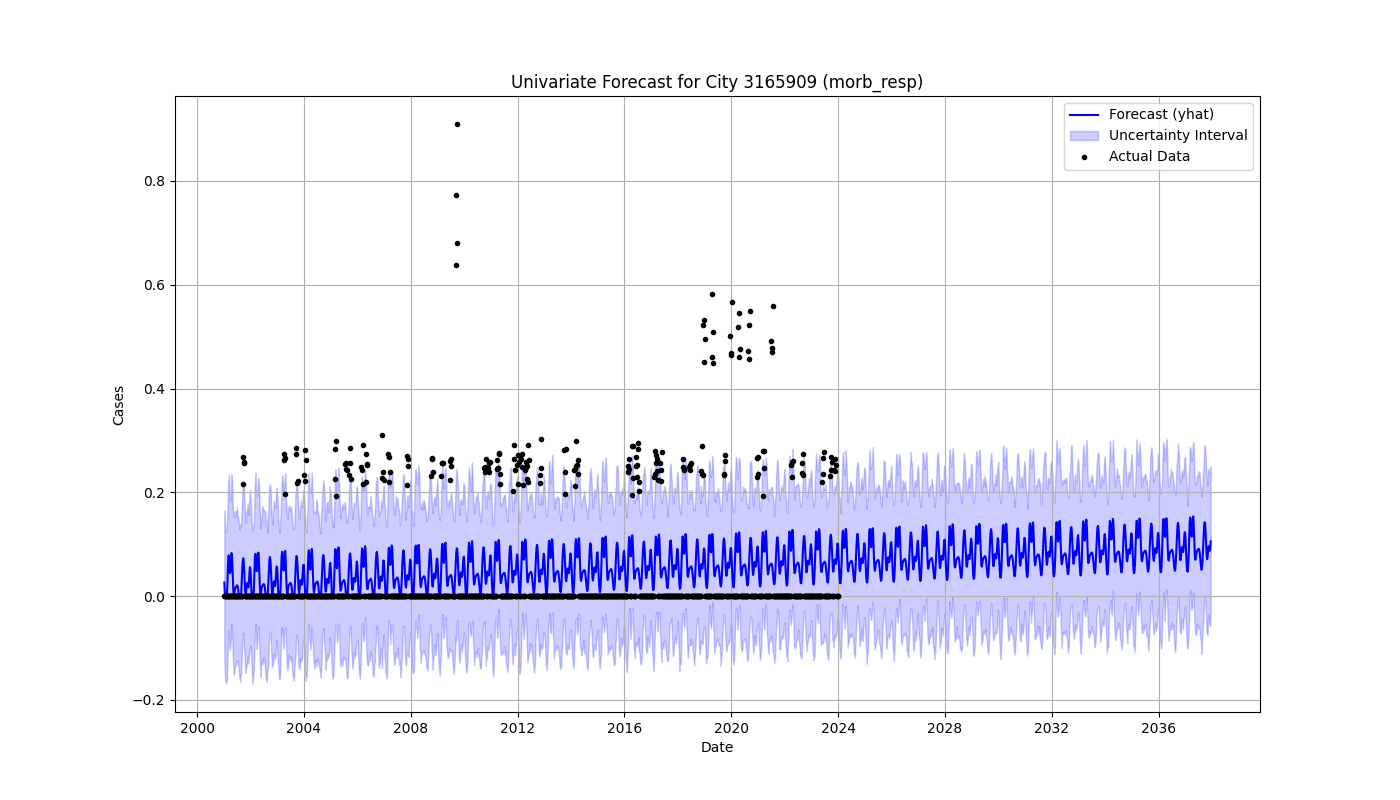 Univariate Forecast for City 3165909 (morb_resp)
Forecast (yhat)
Uncertainty Interval
Actual Data
Cases
0.8
0.6
0.4
0.2
0.0
−0.2
2000 2004 2008 2012 2016 2020 2024 2028 2032 2036
Date